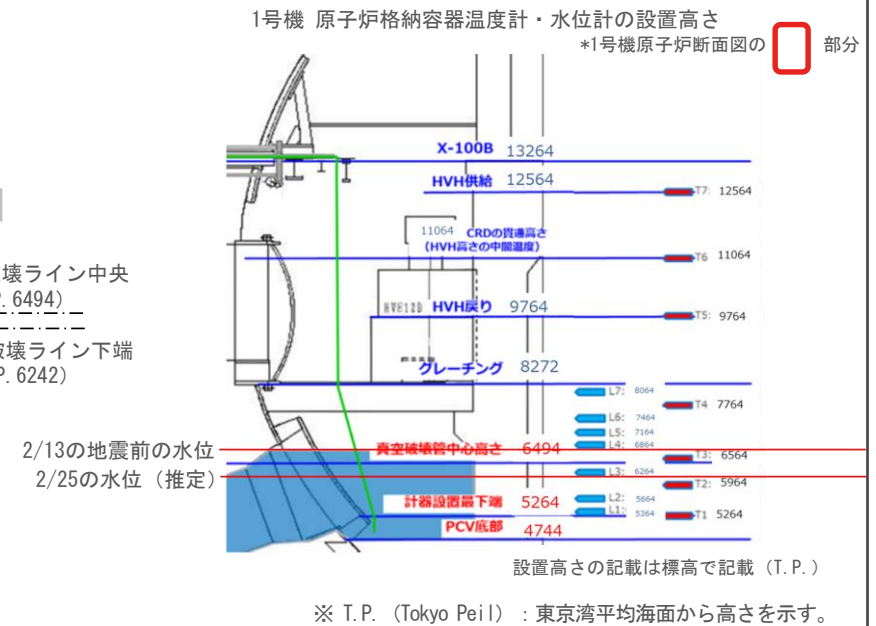 1号機 原子炉格納容器温度計・水位計の設置高さ
*1号機原子炉断面図の 部分
X-100B 13264
HVH供給 12564
T7: 12564
11064 CRDの貫通高さ
(HVH高さの中間温度)
T6 11064
壊ライン中央
P.6494)
壊ライン下端
P.6242)
HVH12D HVH戻り 9764
T5: 9764
グレーチング 8272
L7: 8064
T4 7764
L6: 7464
L5: 7164
L4: 6864
2/13の地震前の水位
真空破壊管中心高さ 6494
T3: 6564
2/25の水位(推定)
L3: 6264
T2: 5964
計器設置最下端 5264
L2: 5664
L1: 5364
T1 5264
PCV底部 4744
設置高さの記載は標高で記載(T.P.)
※ T.P. (Tokyo Peil) :東京湾平均海面から高さを示す。